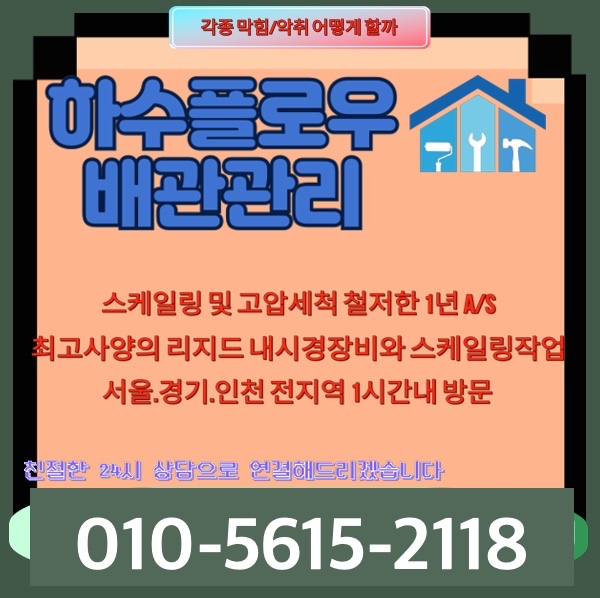 각종 막힘/악취 어떻게 할까
하수플로우
배관관리
스케일링 및 고압세척 철저한 1년 A/S
최고사양의 리지드 내시경장비와 스케일링작업
서울.경기.인천 전지역 1시간내 방문
친절한 24시 상담으로 연결해드리겠습니다
010-5615-2118